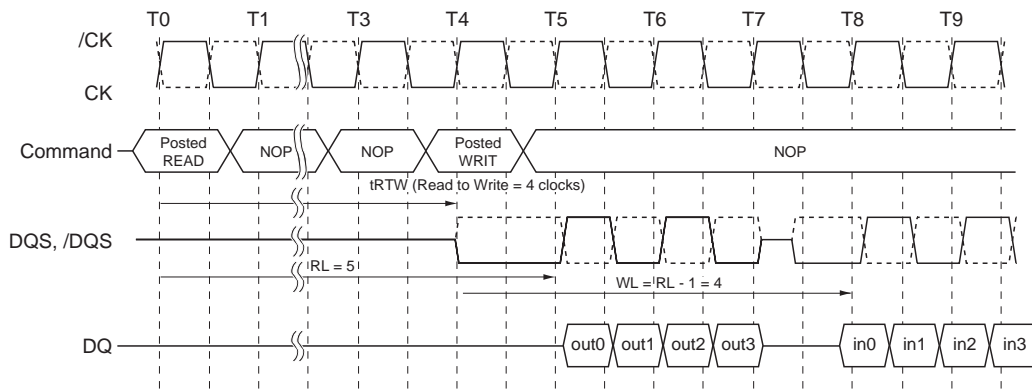 T0 T1 T3 T4 T5 T6 T7 T8 T9
/CK
CK
Command Posted READ NOP NOP Posted WRIT NOP
tRTW (Read to Write = 4 clocks)
DQS, /DQS
RL = 5
WL = RL - 1 = 4
DQ out0 out1 out2 out3 in0 in1 in2 in3